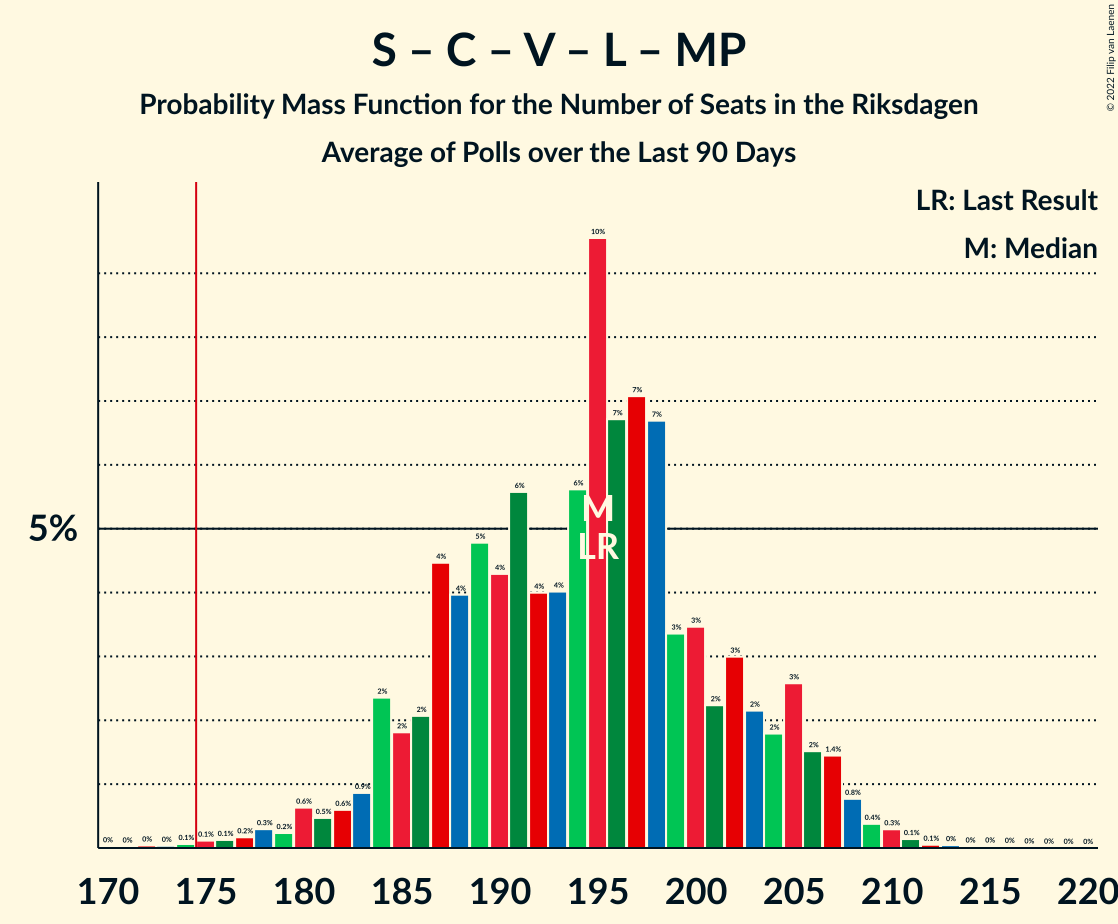 S – C – V – L – MP
Probability Mass Function for the Number of Seats in the Riksdagen
Average of Polls over the Last 90 Days
© 2022 Filip van Laenen
LR: Last Result
M: Median
5%
0% 0% 0% 0% 0.1% 0.1% 0.1% 0.2% 0.3% 0.2% 0.6% 0.5% 0.6% 0.9% 2% 2% 2% 4% 4% 5% 4% 6% 4% 4% 6% 10% 7% 7% 7% 3% 3% 2% 3% 2% 2% 3% 2% 1.4% 0.8% 0.4% 0.3% 0.1% 0.1% 0% 0% 0% 0% 0% 0% 0% 0%
M
LR
170 175 180 185 190 195 200 205 210 215 220